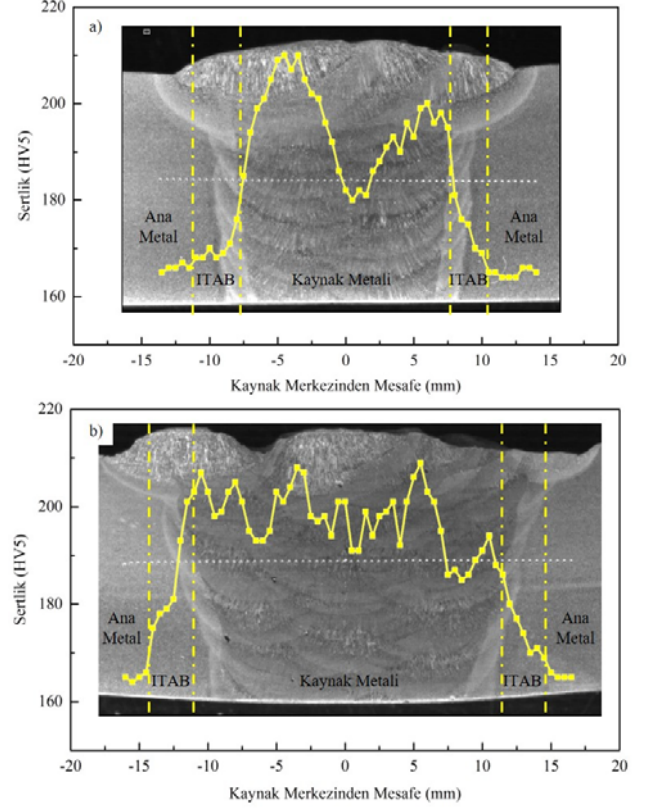 220
a)
200
180
160
Sertlik (HV5)
Ana
Metal
ITAB
Kaynak Metali
ITAB
Ana
Metal
-20 -15 -10 -5 0 5 10 15 20
Kaynak Merkezinden Mesafe (mm)
220
b)
200
180
160
Sertlik (HV5)
Ana
Metal
ITAB
Kaynak Metali
ITAB
Ana
Metal
-20 -15 -10 -5 0 5 10 15 20
Kaynak Merkezinden Mesafe (mm)